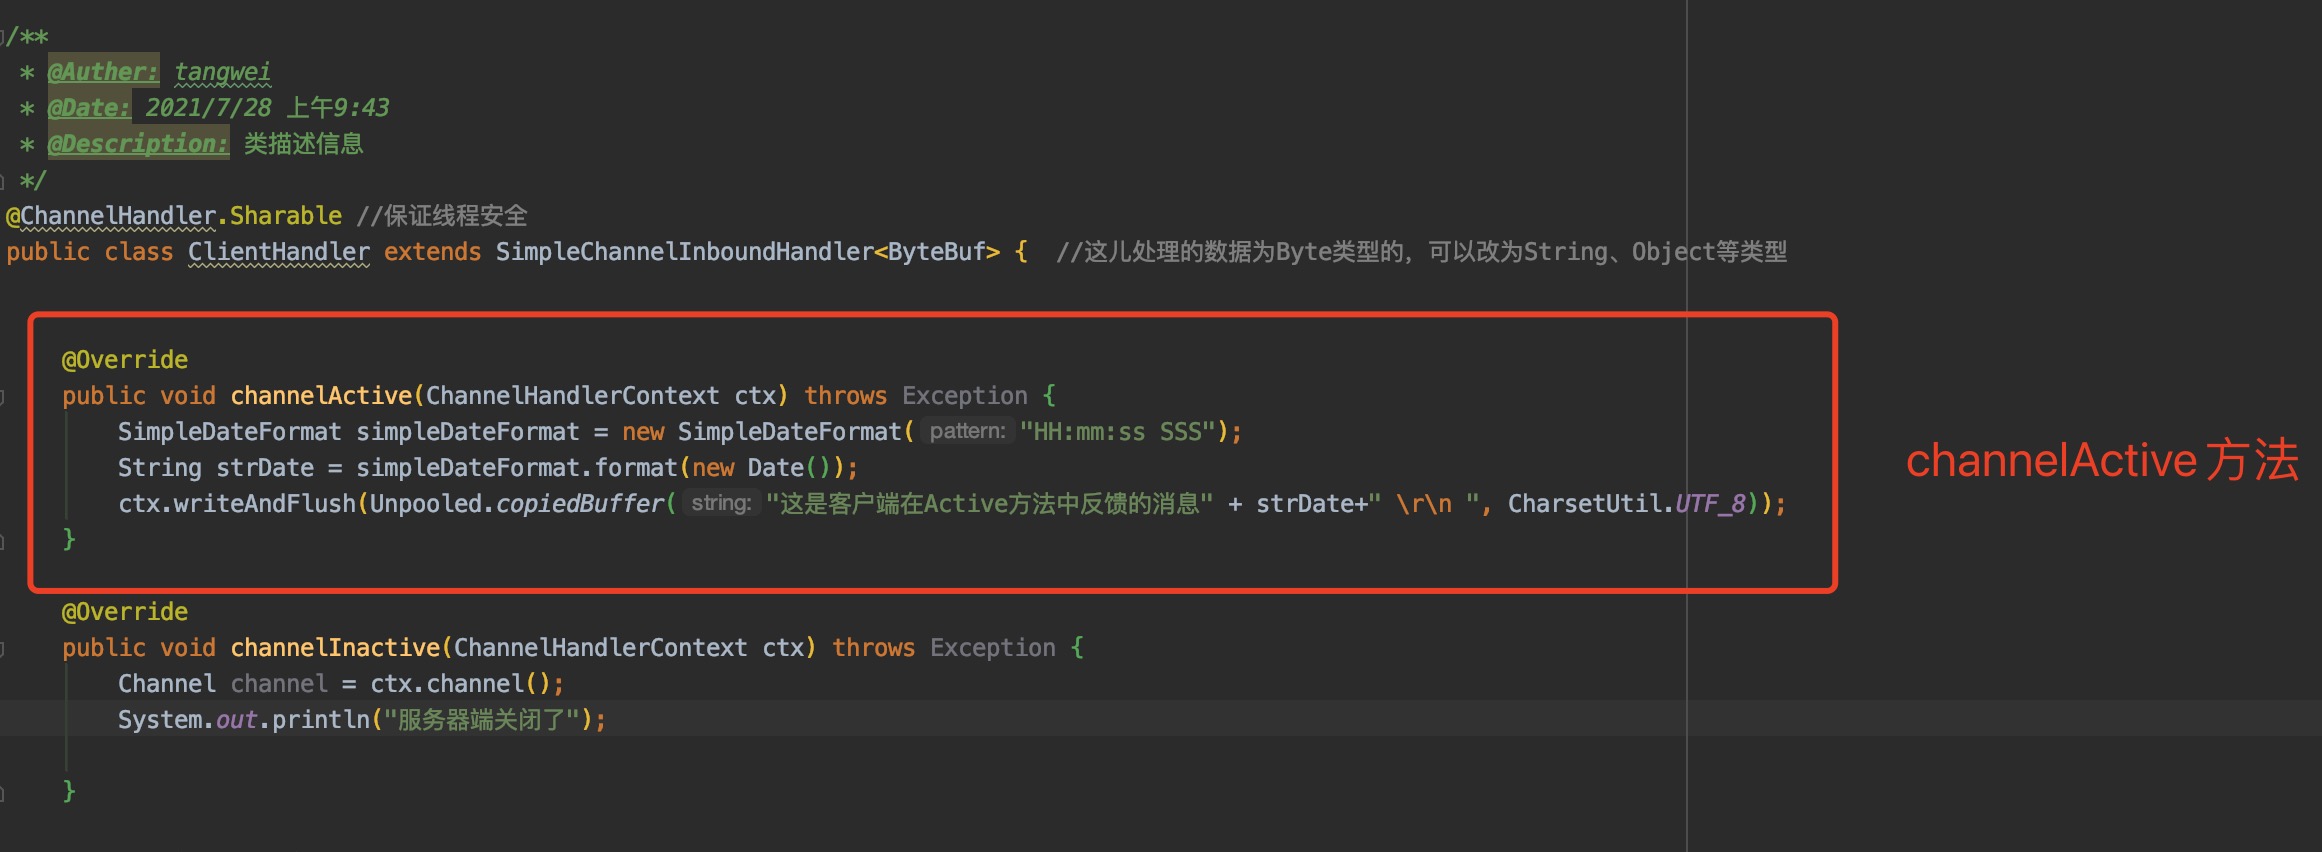 /**
* @Auther: tangwei
* @Date: 2021/7/28 上午9:43
* @Description: 类描述信息
*/
@ChannelHandler.Sharable //保证线程安全
public class ClientHandler extends SimpleChannelInboundHandler<ByteBuf> {  //这儿处理的数据为Byte类型的，可以改为String、Object等类型
@Override
public void channelActive(ChannelHandlerContext ctx) throws Exception {
SimpleDateFormat simpleDateFormat = new SimpleDateFormat( pattern: "HH:mm:ss SSS");
String strDate = simpleDateFormat.format(new Date());
ctx.writeAndFlush(Unpooled.copiedBuffer( string: "这是客户端在Active方法中反馈的消息" + strDate+" \r\n ", CharsetUtil.UTF_8));
}
channelActive 方法
@Override
public void channelInactive(ChannelHandlerContext ctx) throws Exception {
Channel channel = ctx.channel();
System.out.println("服务器端关闭了");
}